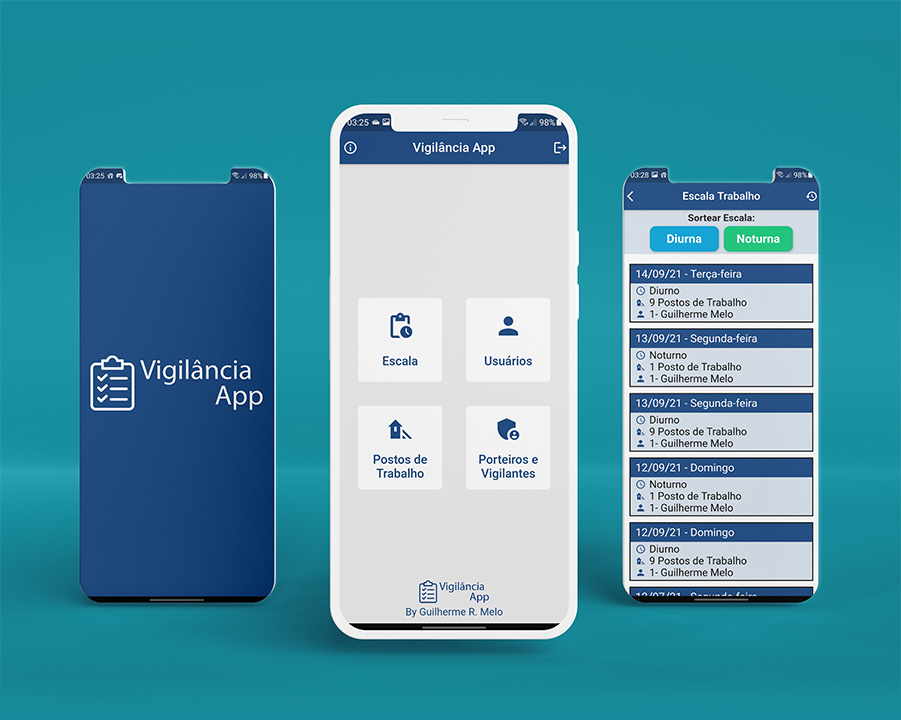 03:25
98%
Vigilância
App
03:25
98%
Vigilância App
Escala
Usuários
Postos de
Trabalho
Porteiros e
Vigilantes
Vigilância
App
By Guilherme R. Melo
03:28
98%
Escala Trabalho
Sortear Escala:
Diurna
Noturna
14/09/21 - Terça-feira
Diurno
9 Postos de Trabalho
1- Guilherme Melo
13/09/21 - Segunda-feira
Noturno
1 Posto de Trabalho
1- Guilherme Melo
13/09/21 - Segunda-feira
Diurno
9 Postos de Trabalho
1- Guilherme Melo
12/09/21 - Domingo
Noturno
1 Posto de Trabalho
1- Guilherme Melo
12/09/21 - Domingo
Diurno
9 Postos de Trabalho
1- Guilherme Melo